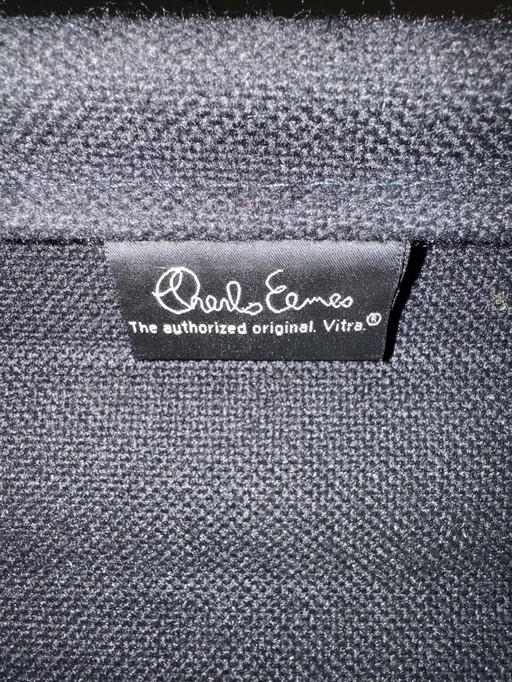 Charles Eames
The authorized original. Vitra.®